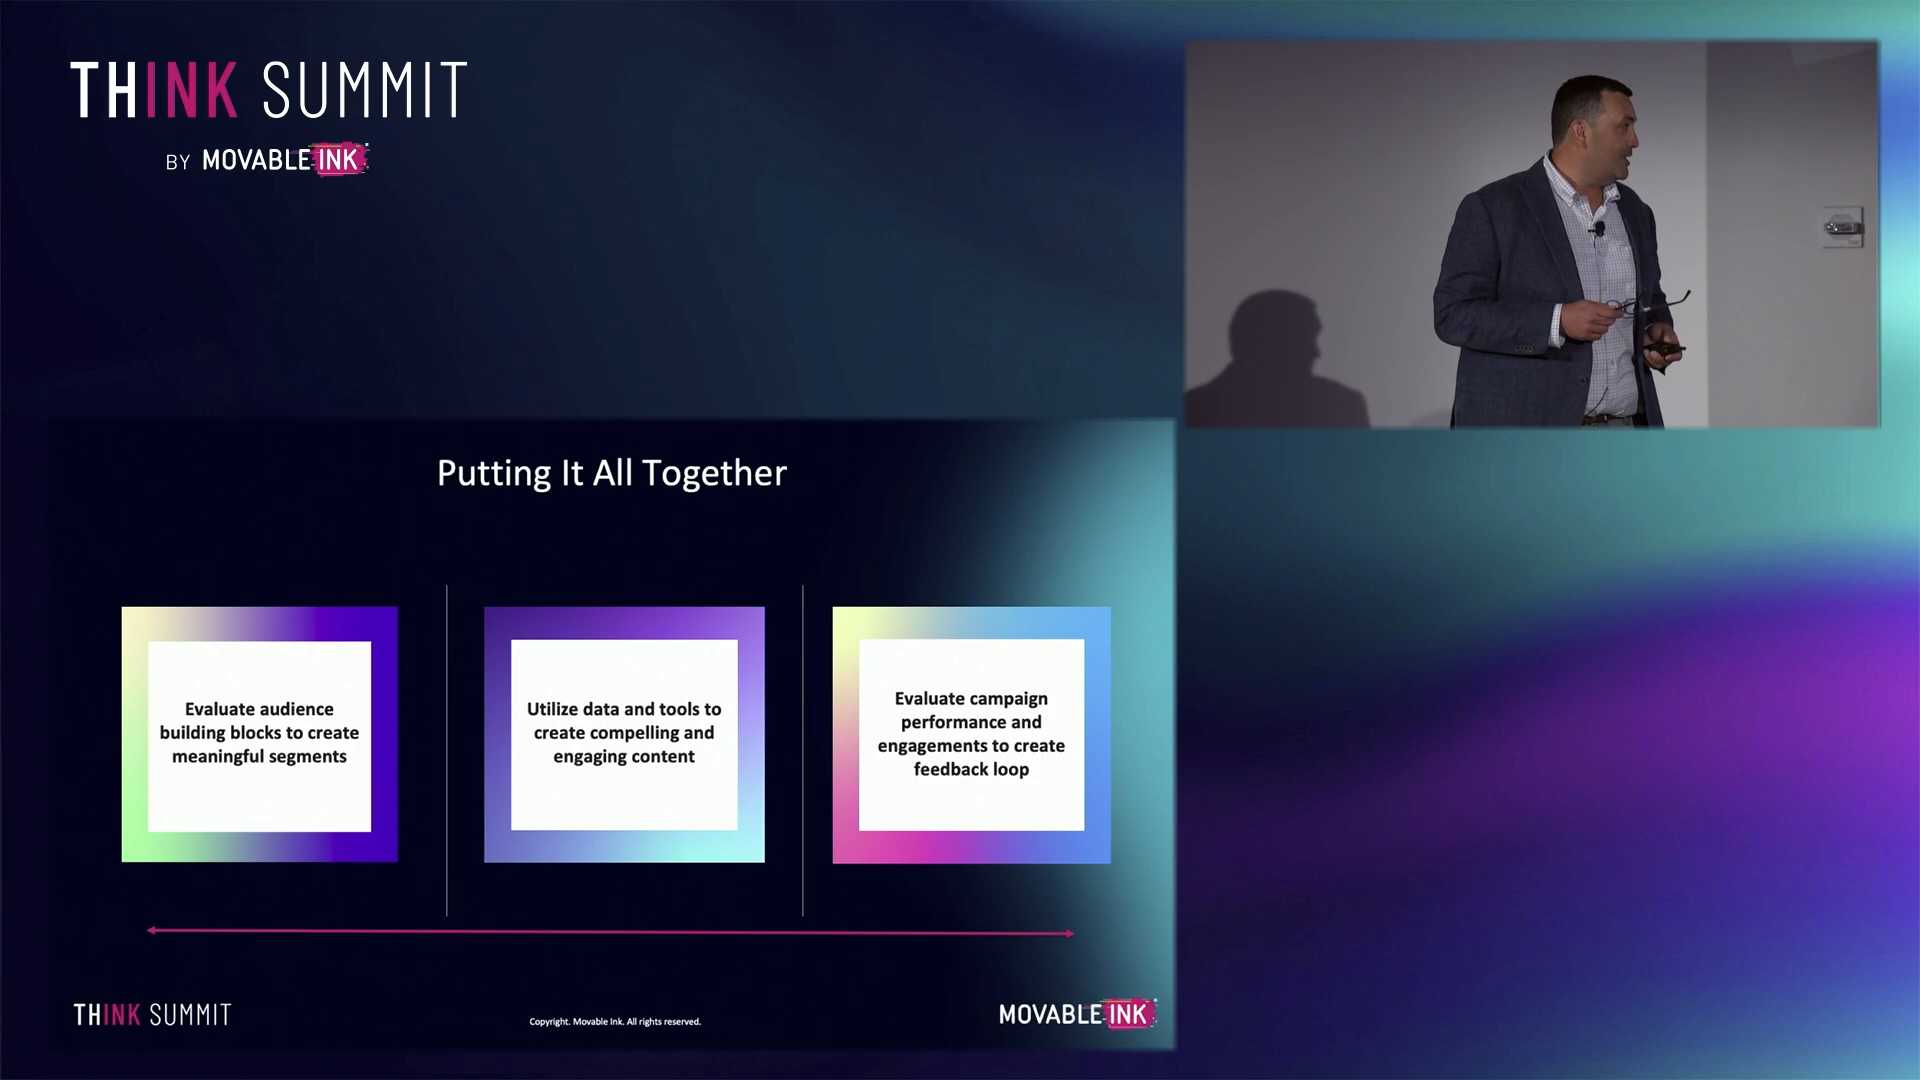 THINK SUMMIT
BY MOVABLE INK
Putting It All Together
Evaluate audience
building blocks to create
meaningful segments
Utilize data and tools to
create compelling and
engaging content
Evaluate campaign
performance and
engagements to create
feedback loop
THINK SUMMIT
Copyright. Movable Ink. All rights reserved.
MOVABLE INK